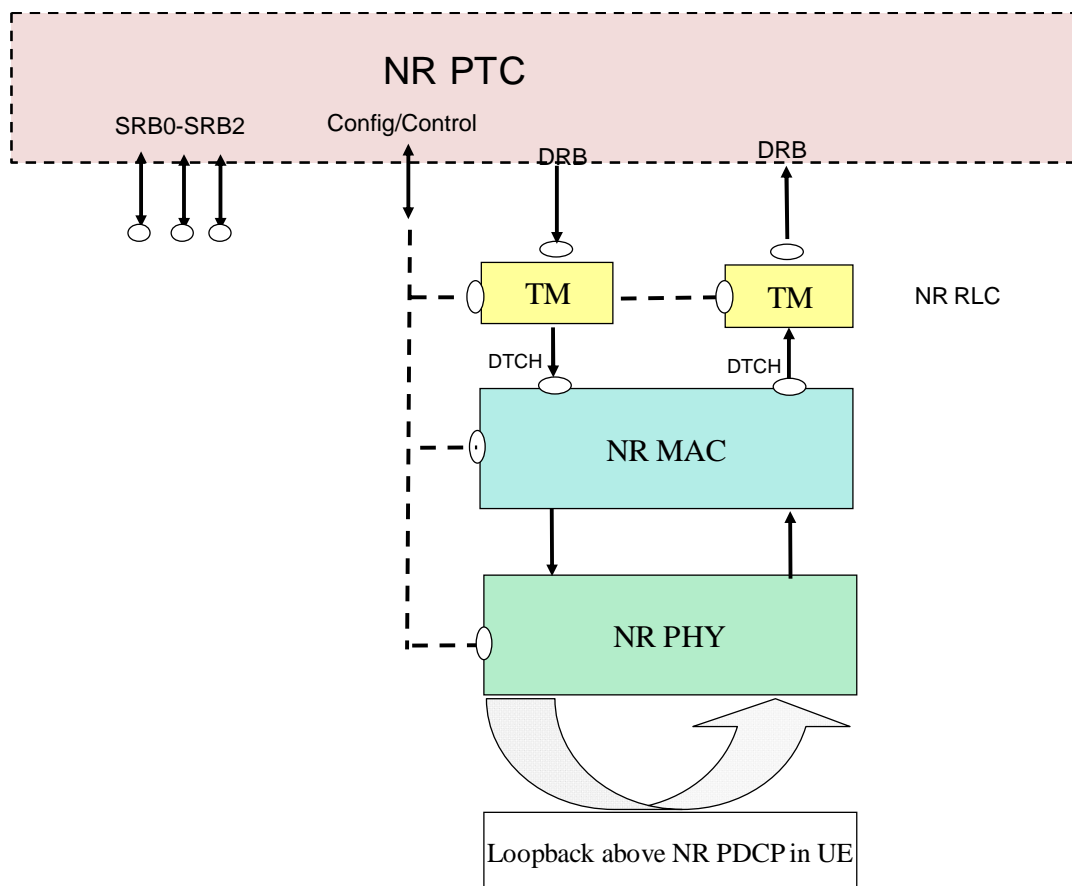 NR PTC
SRB0-SRB2
Config/Control
DRB
DRB
TM
TM
NR RLC
DTCH
DTCH
NR MAC
NR PHY
Loopback above NR PDCP in UE